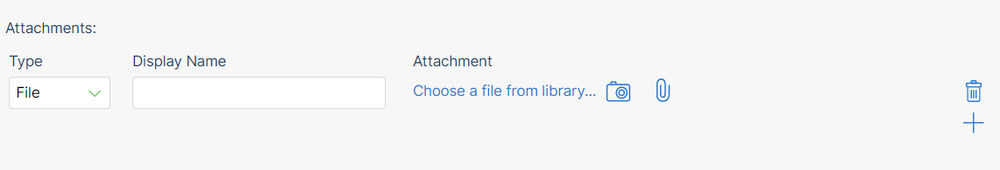 Attachments:
Type Display Name Attachment
File Choose a file from library...